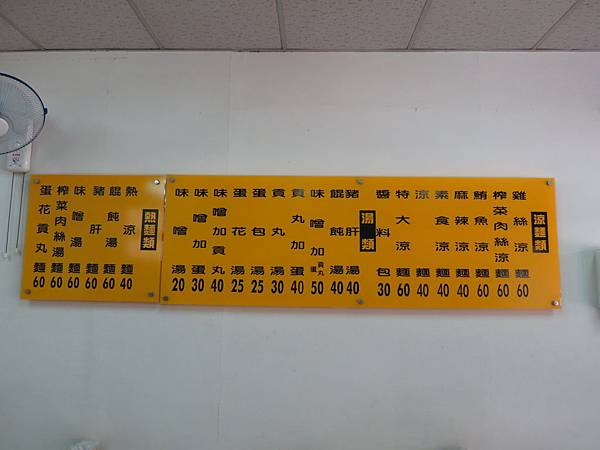 涼麵類
雞絲涼麵 60
榨菜肉絲涼麵 60
鮪魚涼麵 60
麻辣涼麵 40
素食涼麵 40
涼麵 40
特大涼麵 60
醬料包 30
湯類
豬肝湯 40
餛飩湯 40
味噌加蛋貢丸 50
貢丸加蛋 40
貢丸湯 30
蛋包湯 25
蛋花湯 25
味噌加貢丸 40
味噌加蛋 30
味噌湯 20
熱麵類
熱涼麵 40
餛飩湯麵 60
豬肝湯麵 60
味噌湯麵 60
榨菜肉絲湯麵 60
蛋花貢丸麵 60